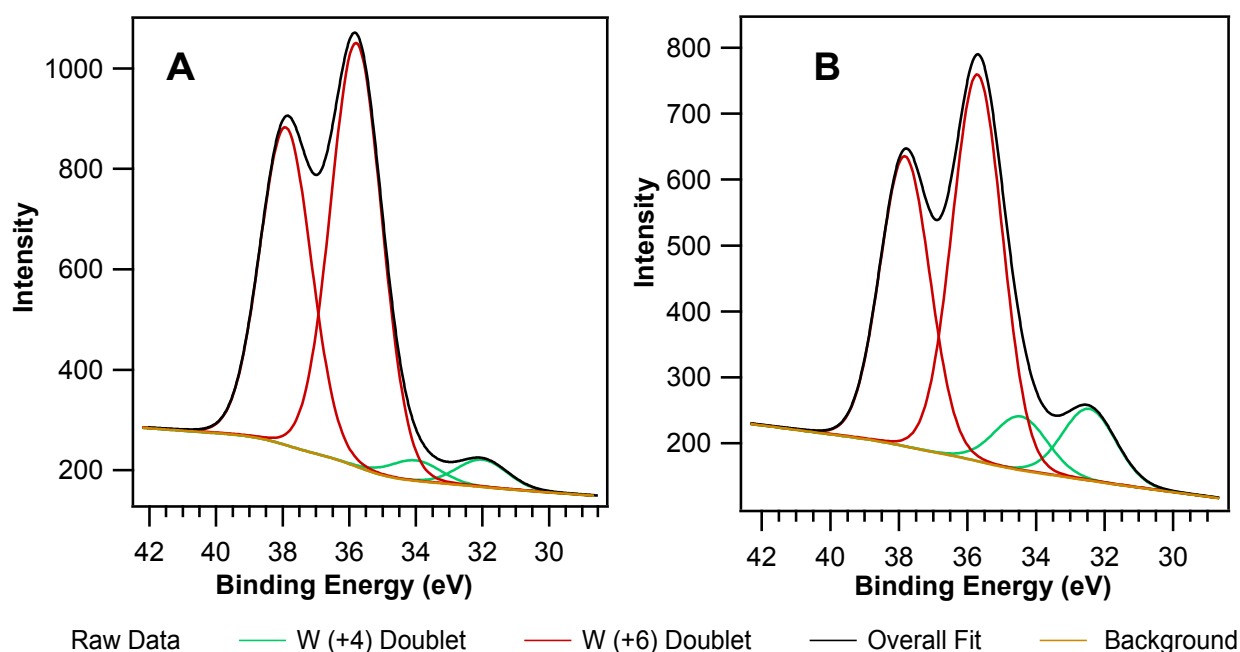 A
B
Intensity
1000
800
600
400
200
42 40 38 36 34 32 30
Binding Energy (eV)
Intensity
800
700
600
500
400
300
200
42 40 38 36 34 32 30
Binding Energy (eV)
Raw Data W (+4) Doublet W (+6) Doublet Overall Fit Background